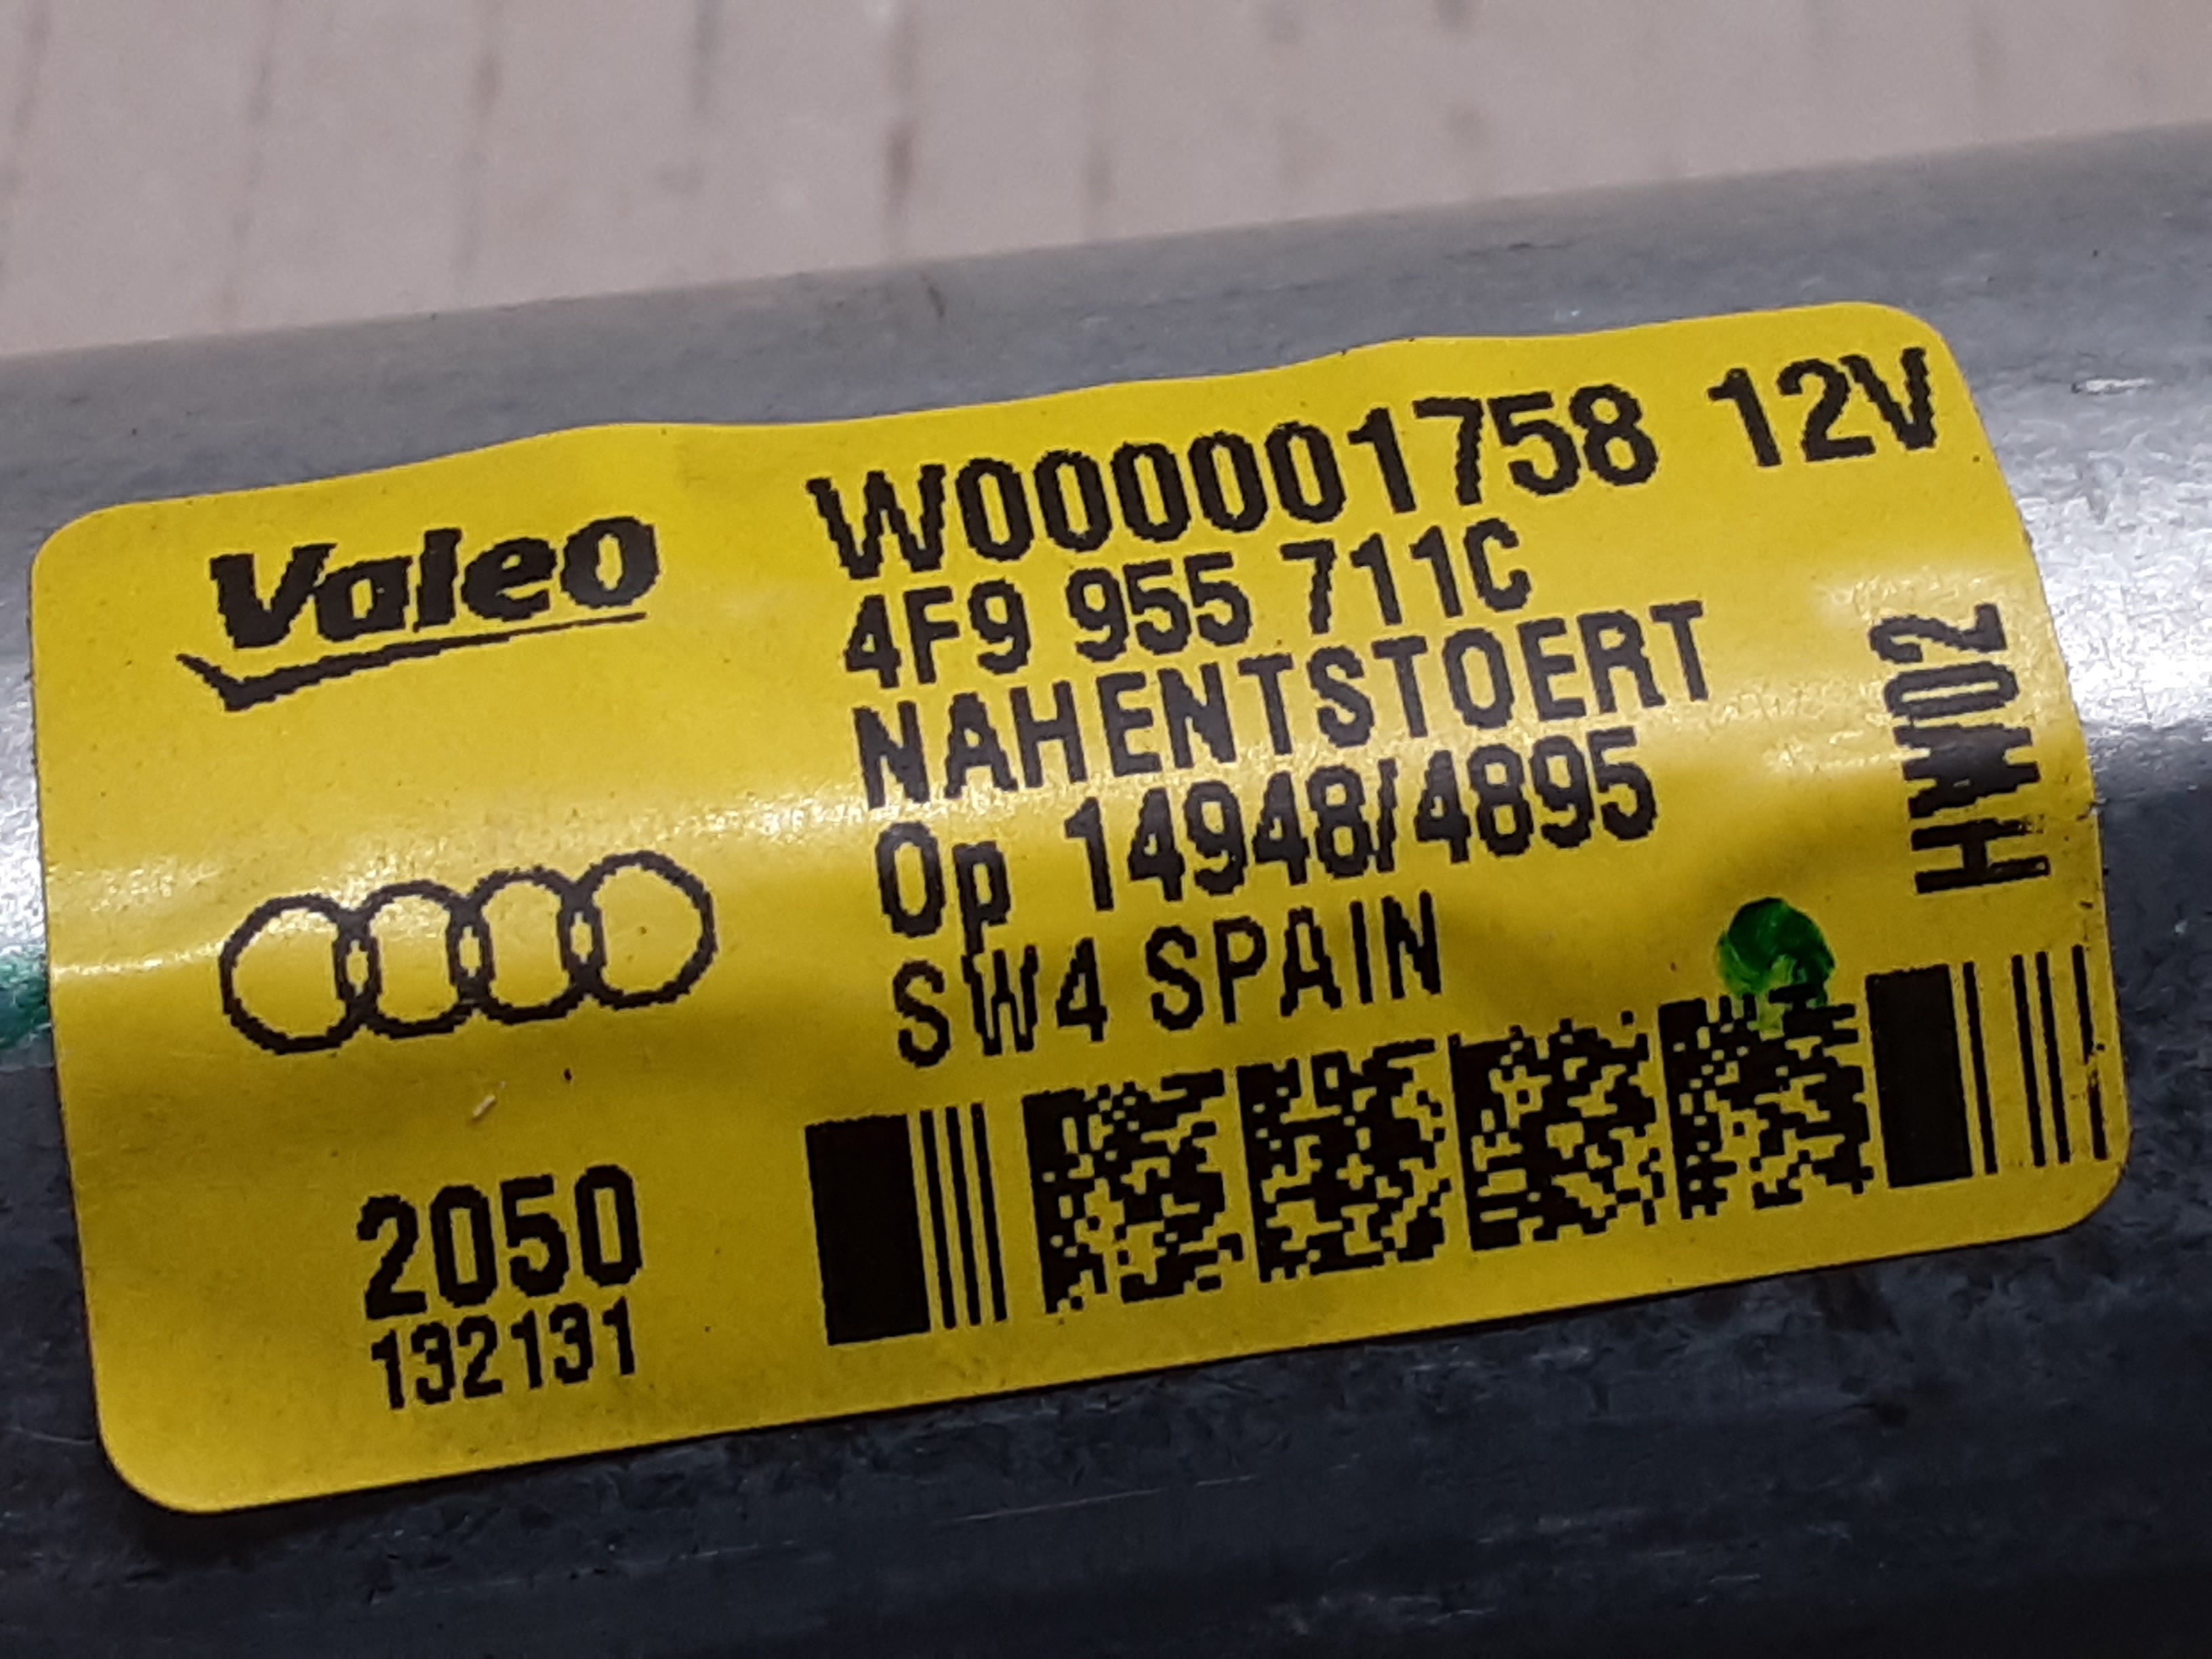 Valeo
W000001758 12V
4F9 955 711C
NAHENTSTOERT
Op 14948/4895
SW4 SPAIN
HW02
2050
132131